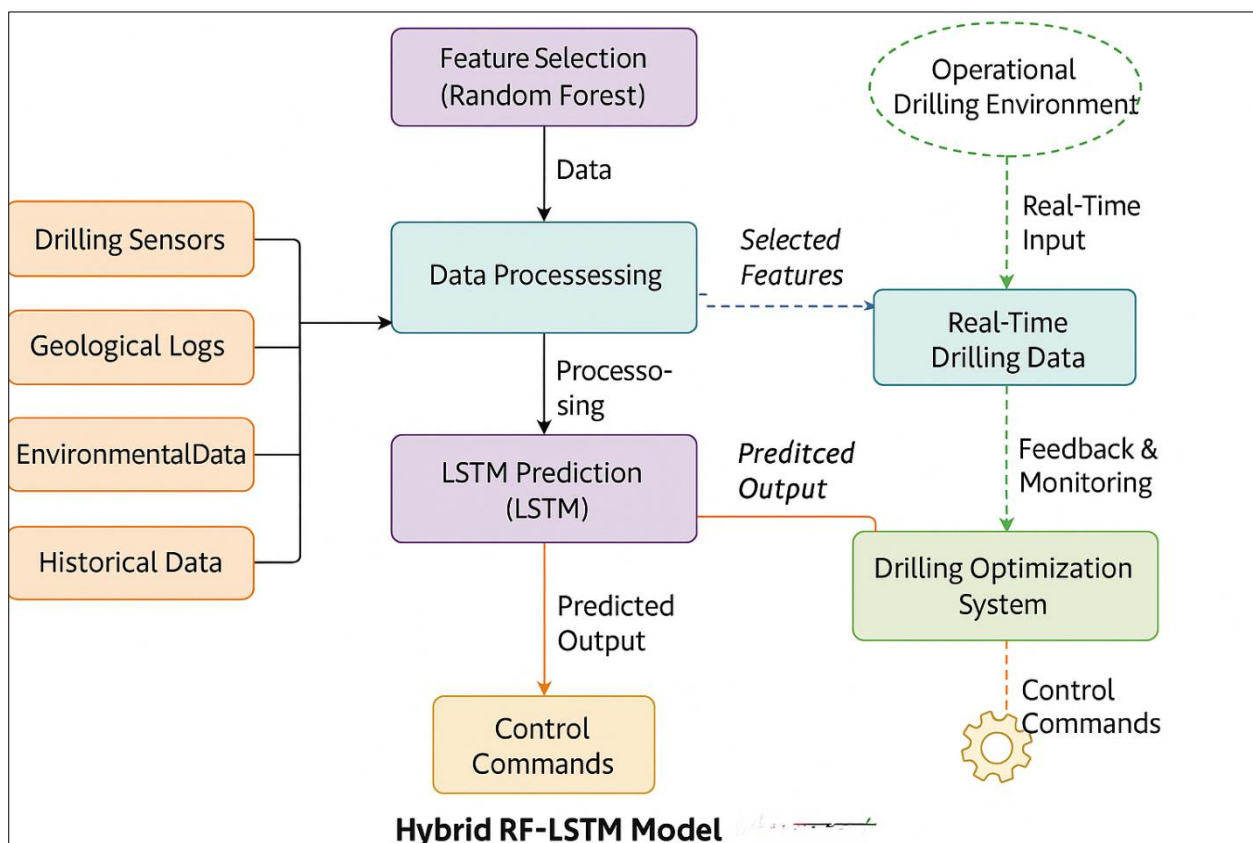 Feature Selection
(Random Forest)
Operational
Drilling Environment
Data
Real-Time
Input
Drilling Sensors
Geological Logs
EnvironmentalData
Historical Data
Data Processessing
Selected
Features
Real-Time
Drilling Data
Processo-
sing
LSTM Prediction
(LSTM)
Preditced
Output
Feedback &
Monitoring
Drilling Optimization
System
Predicted
Output
Control
Commands
Control
Commands
Hybrid RF-LSTM Model